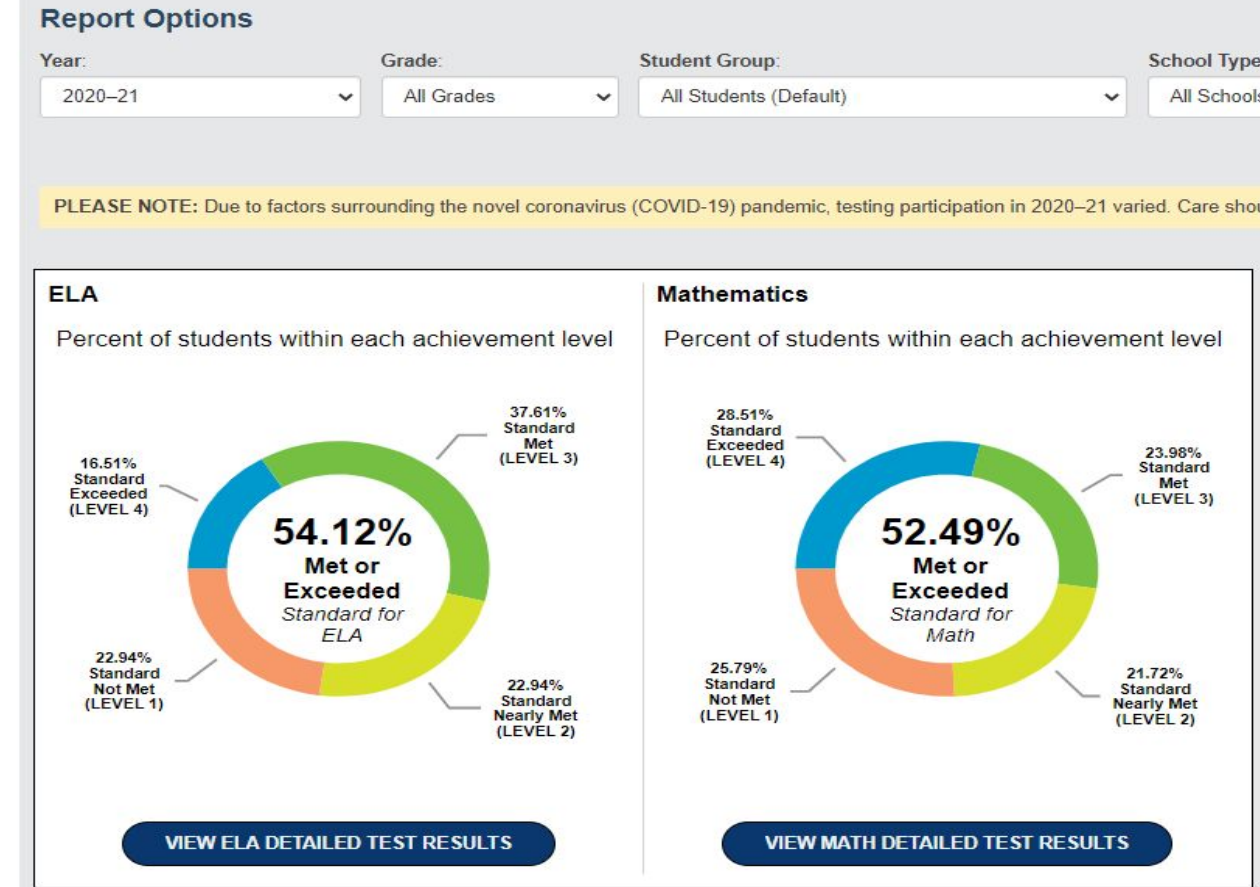 Report Options
Year:
Grade:
Student Group:
School Type
2020–21
All Grades
All Students (Default)
All Schools
PLEASE NOTE: Due to factors surrounding the novel coronavirus (COVID-19) pandemic, testing participation in 2020–21 varied. Care shou
ELA
Percent of students within each achievement level
37.61%
Standard
Met
(LEVEL 3)
16.51%
Standard
Exceeded
(LEVEL 4)
54.12%
Met or
Exceeded
Standard for
ELA
22.94%
Standard
Not Met
(LEVEL 1)
22.94%
Standard
Nearly Met
(LEVEL 2)
VIEW ELA DETAILED TEST RESULTS
Mathematics
Percent of students within each achievement level
28.51%
Standard
Exceeded
(LEVEL 4)
23.98%
Standard
Met
(LEVEL 3)
52.49%
Met or
Exceeded
Standard for
Math
25.79%
Standard
Not Met
(LEVEL 1)
21.72%
Standard
Nearly Met
(LEVEL 2)
VIEW MATH DETAILED TEST RESULTS